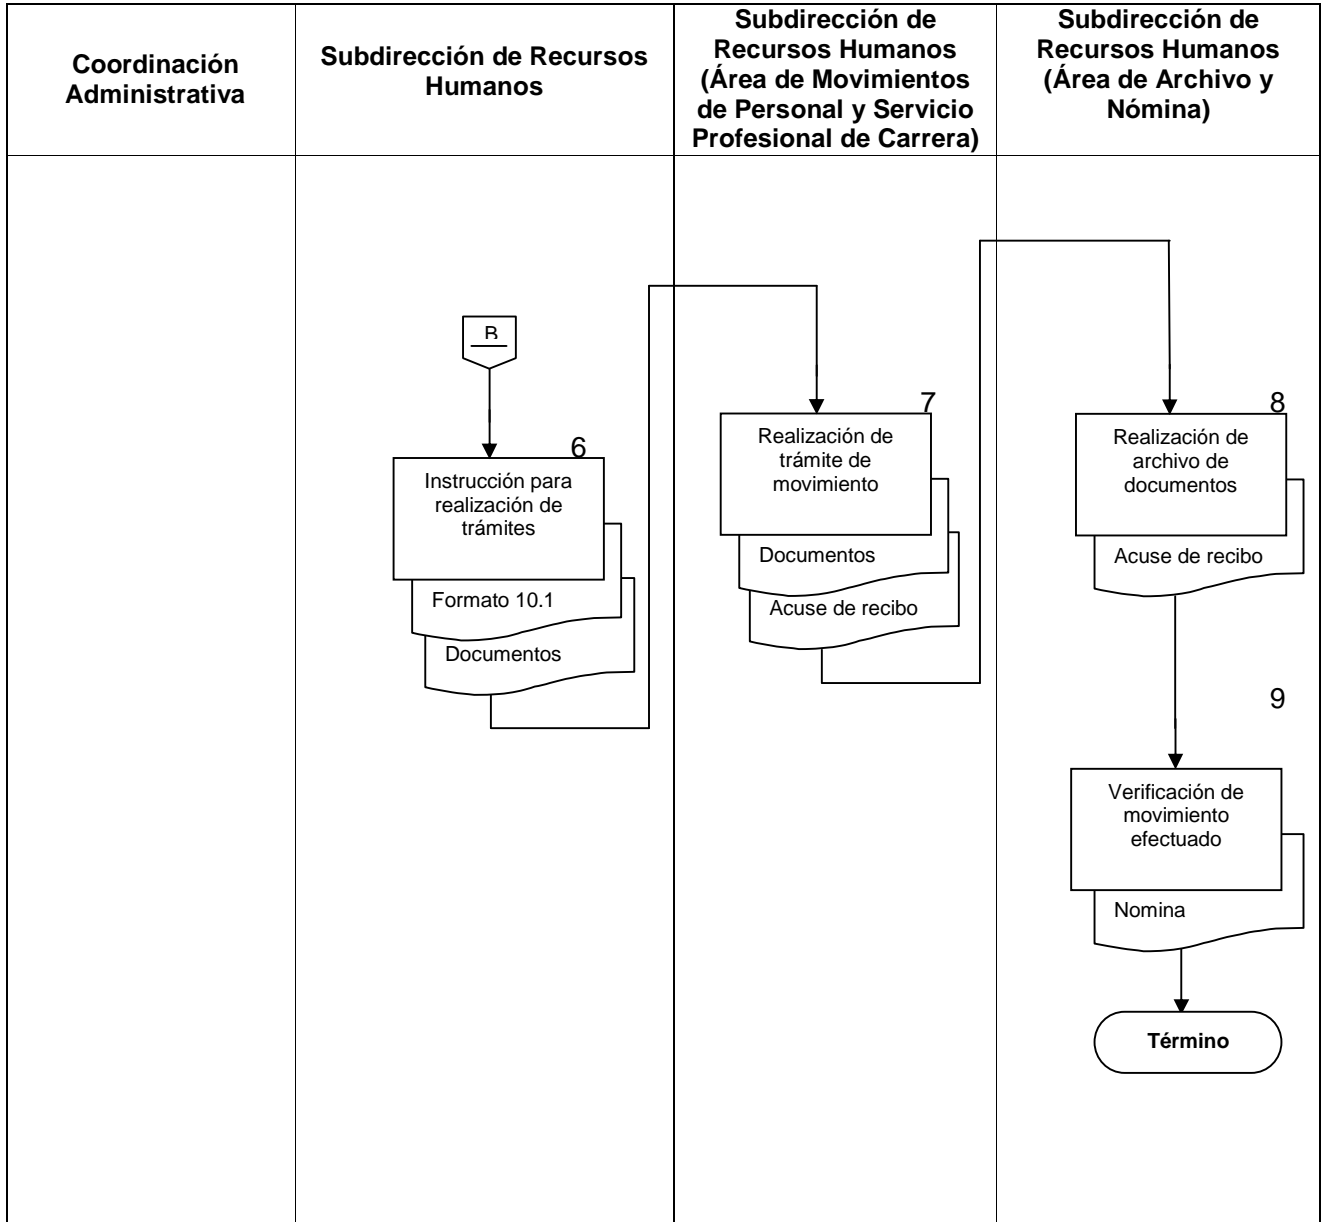 Coordinación
Administrativa
Subdirección de Recursos
Humanos
Subdirección de
Recursos Humanos
(Área de Movimientos
de Personal y Servicio
Profesional de Carrera)
Subdirección de
Recursos Humanos
(Área de Archivo y
Nómina)
B
6
Instrucción para
realización de
trámites
Formato 10.1
Documentos
7
Realización de
trámite de
movimiento
Documentos
Acuse de recibo
8
Realización de
archivo de
documentos
Acuse de recibo
9
Verificación de
movimiento
efectuado
Nomina
Término